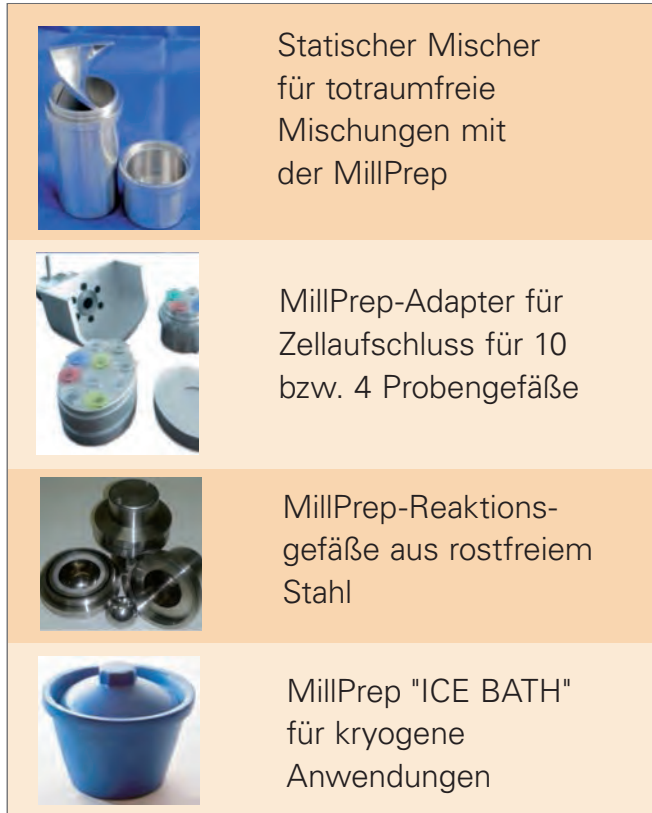 Statischer Mischer
für totraumfreie
Mischungen mit
der MillPrep
MillPrep-Adapter für
Zellaufschluss für 10
bzw. 4 Probengefäße
MillPrep-Reaktions-
gefäße aus rostfreiem
Stahl
MillPrep "ICE BATH"
für kryogene
Anwendungen